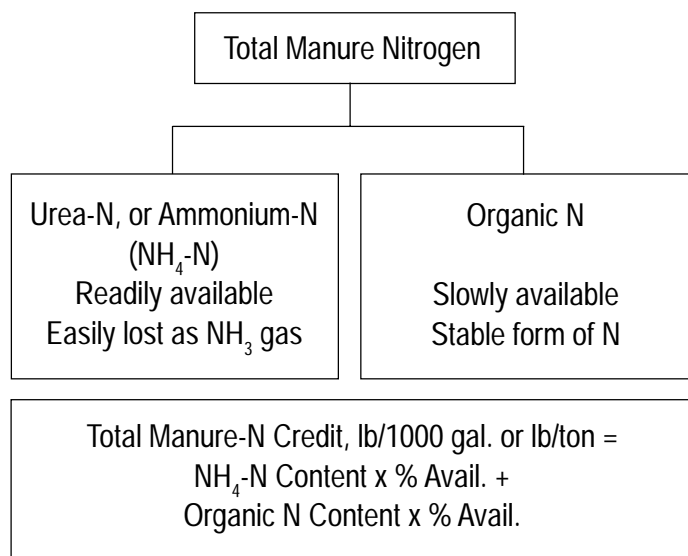 Total Manure Nitrogen
Urea-N, or Ammonium-N
(NH₄-N)
Readily available
Easily lost as NH₃ gas
Organic N
Slowly available
Stable form of N
Total Manure-N Credit, lb/1000 gal. or lb/ton =
NH₄-N Content x % Avail. +
Organic N Content x % Avail.